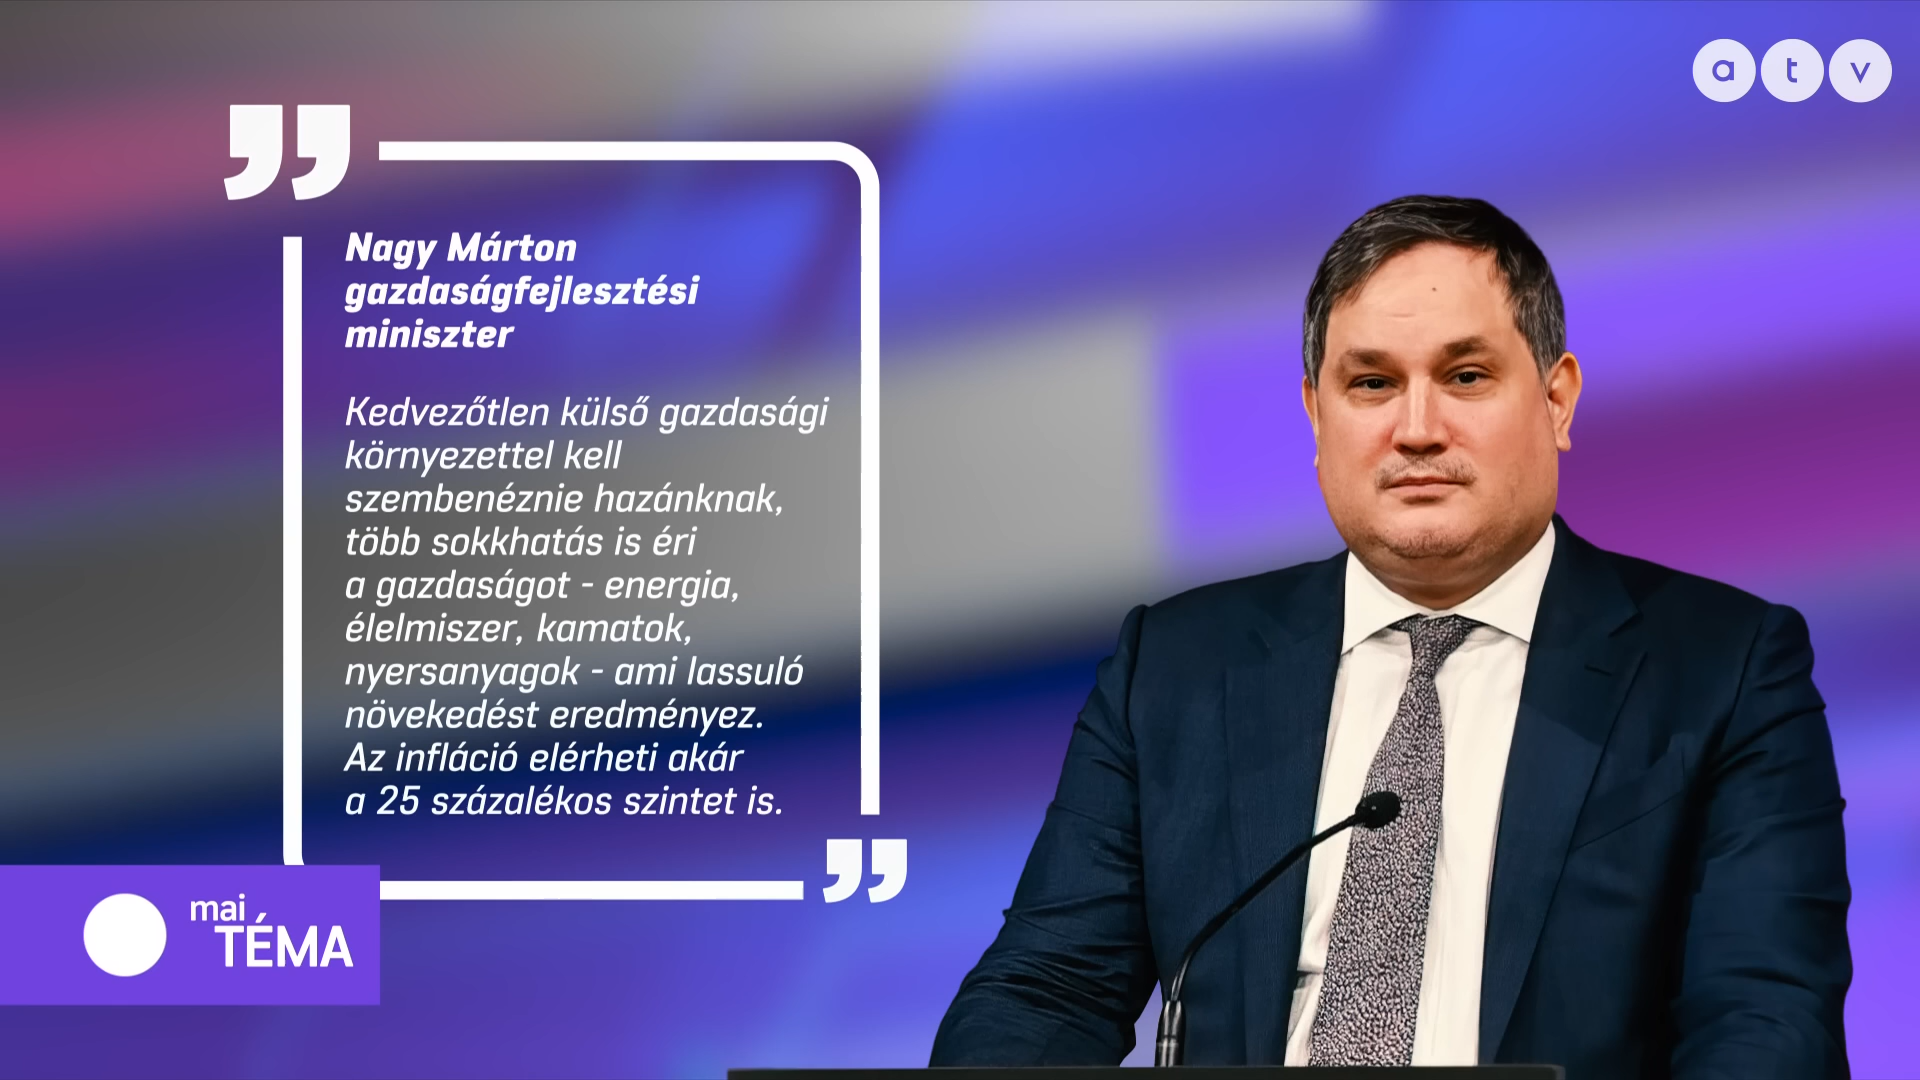 atv
Nagy Márton
gazdaságfejlesztési
miniszter
Kedvezőtlen külső gazdasági
környezettel kell
szembenéznie hazánknak,
több sokkhatás is éri
a gazdaságot - energia,
élelmiszer, kamatok,
nyersanyagok - ami lassuló
növekedést eredményez.
Az infláció elérheti akár
a 25 százalékos szintet is.
mai
TÉMA